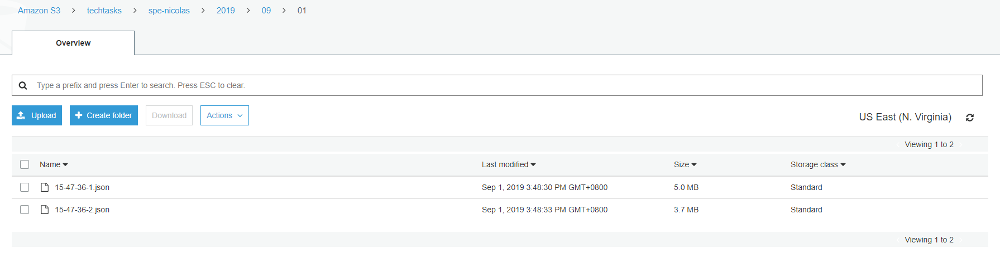 Amazon S3 > techtasks > spe-nicolas > 2019 > 09 > 01
Overview
Type a prefix and press Enter to search. Press ESC to clear.
Upload Create folder Download Actions
US East (N. Virginia)
Viewing 1 to 2
Name Last modified Size Storage class
15-47-36-1.json Sep 1, 2019 3:48:30 PM GMT+0800 5.0 MB Standard
15-47-36-2.json Sep 1, 2019 3:48:33 PM GMT+0800 3.7 MB Standard
Viewing 1 to 2